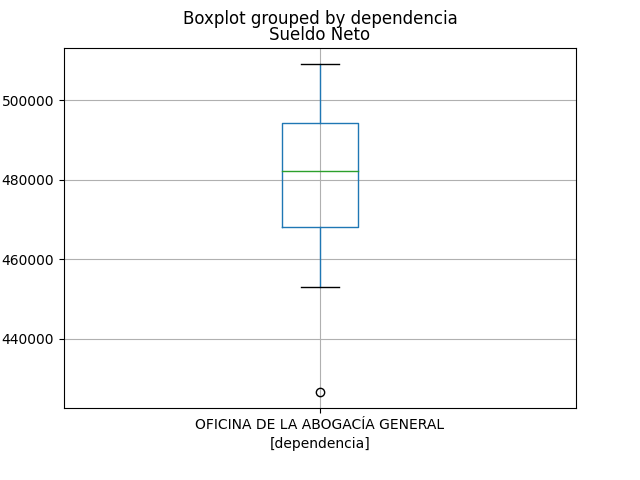 Boxplot grouped by dependencia
Sueldo Neto
500000
480000
460000
440000
OFICINA DE LA ABOGACÍA GENERAL
[dependencia]